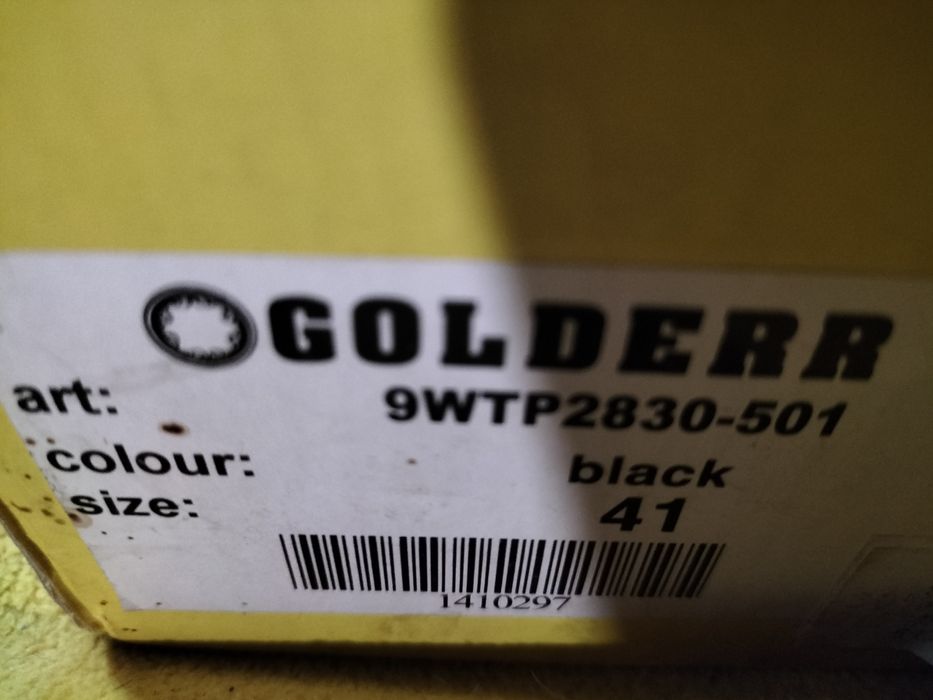 GOLDERR
art: 9WTP2830-501
colour: black
size: 41
1410297